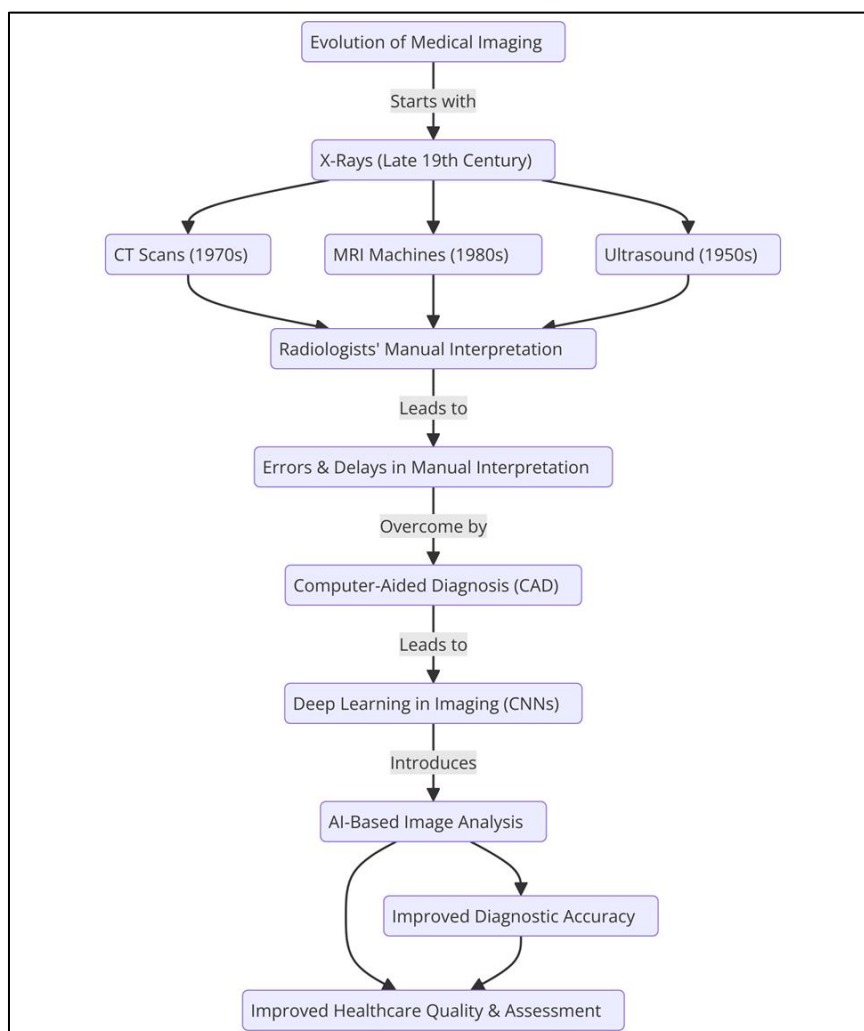 Evolution of Medical Imaging
Starts with
X-Rays (Late 19th Century)
CT Scans (1970s)
MRI Machines (1980s)
Ultrasound (1950s)
Radiologists' Manual Interpretation
Leads to
Errors & Delays in Manual Interpretation
Overcome by
Computer-Aided Diagnosis (CAD)
Leads to
Deep Learning in Imaging (CNNs)
Introduces
AI-Based Image Analysis
Improved Diagnostic Accuracy
Improved Healthcare Quality & Assessment